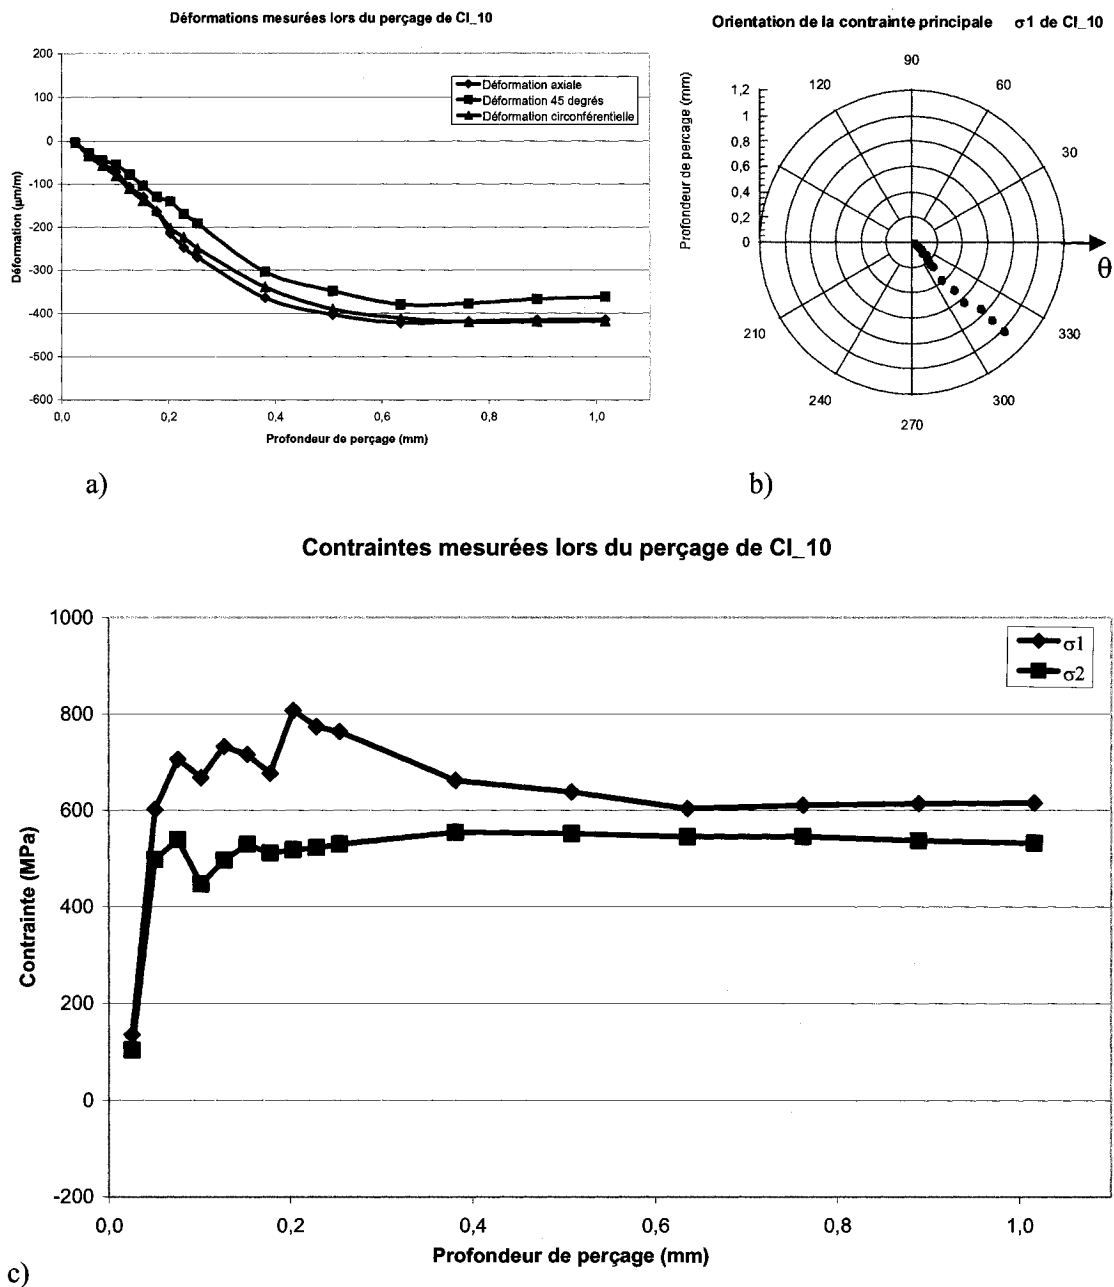 Déformations mesurées lors du perçage de CI_10
200
100
0
-100
-200
-300
-400
-500
-600
Déformation (µm/m)
Déformation axiale
Déformation 45 degrés
Déformation circonférentielle
0,0
0,2
0,4
0,6
0,8
1,0
Profondeur de perçage (mm)
a)
Orientation de la contrainte principale σ1 de CI_10
90
120
60
30
1,2
1
0,8
0,6
0,4
0,2
0
Profondeur de percage (mm)
θ
210
330
240
300
270
b)
Contraintes mesurées lors du perçage de CI_10
1000
800
600
400
200
0
-200
Contrainte (MPa)
σ1
σ2
0,0
0,2
0,4
0,6
0,8
1,0
Profondeur de perçage (mm)
c)